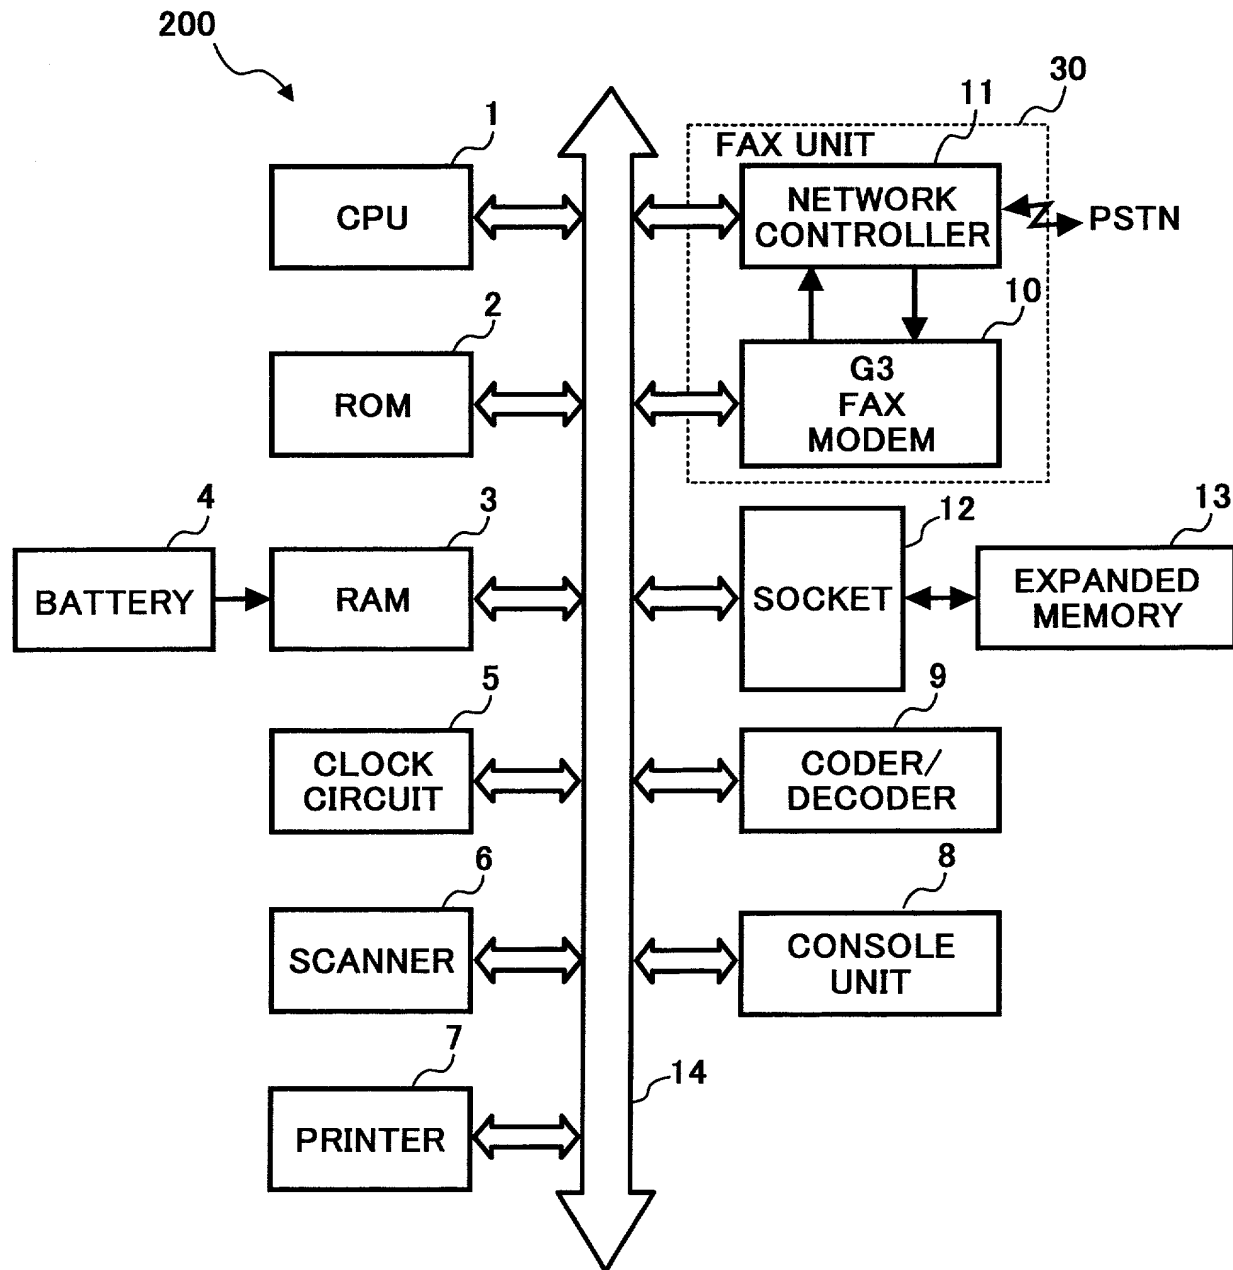 200
1
CPU
2
ROM
4
BATTERY
3
RAM
5
CLOCK
CIRCUIT
6
SCANNER
7
PRINTER
14
30
FAX UNIT
11
NETWORK
CONTROLLER
PSTN
10
G3
FAX
MODEM
12
SOCKET
13
EXPANDED
MEMORY
9
CODER/
DECODER
8
CONSOLE
UNIT